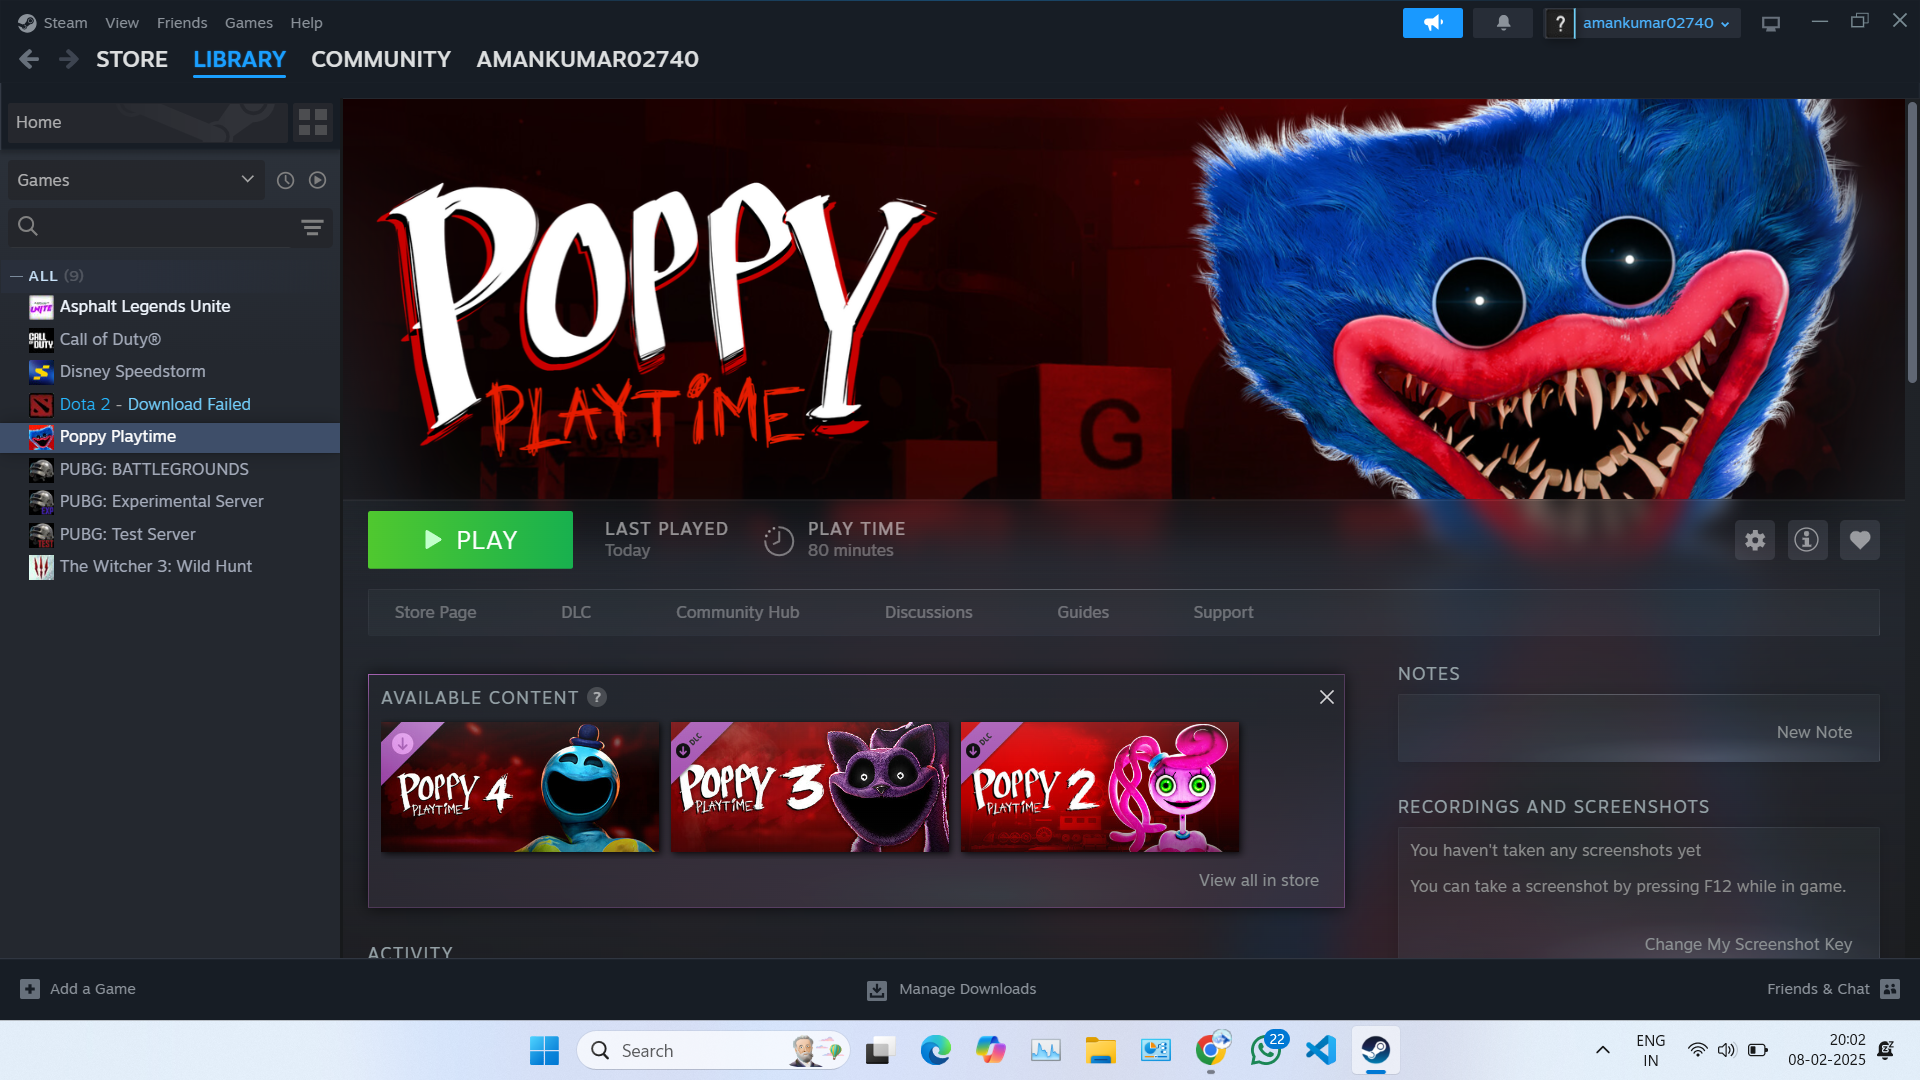 Steam View Friends Games Help
? amankumar02740
STORE LIBRARY COMMUNITY AMANKUMAR02740
Home
Games
— ALL (9)
Asphalt Legends Unite
Call of Duty®
Disney Speedstorm
Dota 2 - Download Failed
Poppy Playtime
PUBG: BATTLEGROUNDS
PUBG: Experimental Server
PUBG: Test Server
The Witcher 3: Wild Hunt
POPPY
PLAYTIME
G
PLAY
LAST PLAYED
Today
PLAY TIME
80 minutes
Store Page DLC Community Hub Discussions Guides Support
AVAILABLE CONTENT ?
POPPY
PLAYTIME
4
DLC
POPPY
PLAYTIME
3
DLC
POPPY
PLAYTIME
2
View all in store
ACTIVITY
NOTES
New Note
RECORDINGS AND SCREENSHOTS
You haven't taken any screenshots yet
You can take a screenshot by pressing F12 while in game.
Change My Screenshot Key
Add a Game
Manage Downloads
Friends & Chat
Search
22
ENG
IN
20:02
08-02-2025